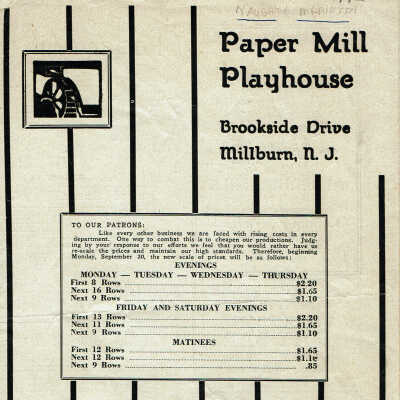 NAUGHTY MARIETTA
Paper Mill
Playhouse
Brookside Drive
Millburn, N. J.
TO OUR PATRONS:
Like every other business we are faced with rising costs in every
department. One way to combat this is to cheapen our productions. Judg-
ing by your response to our efforts we feel that you would rather have us
re-scale the prices and maintain our high standards. Therefore, beginning
Monday, September 20, the new scale of prices will be as follows:
EVENINGS
MONDAY — TUESDAY — WEDNESDAY — THURSDAY
First 8 Rows $2.20
Next 16 Rows $1.65
Next 9 Rows $1.10
FRIDAY AND SATURDAY EVENINGS
First 13 Rows $2.20
Next 11 Rows $1.65
Next 9 Rows $1.10
MATINEES
First 12 Rows $1.65
Next 12 Rows $1.10
Next 9 Rows .85